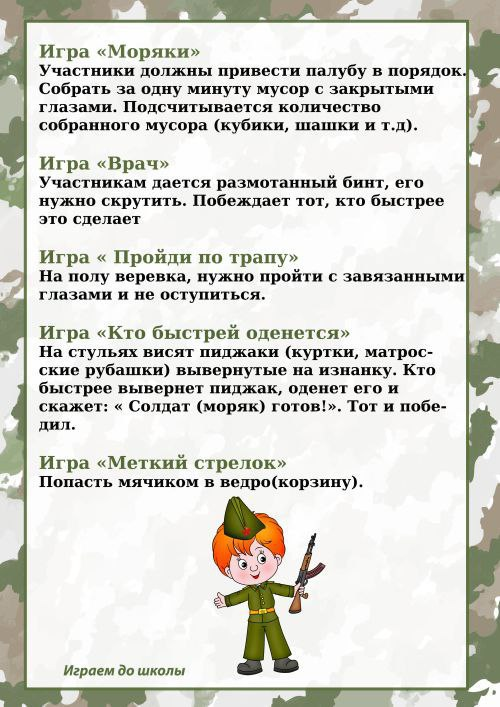 Игра «Моряки»
Участники должны привести палубу в порядок.
Собрать за одну минуту мусор с закрытыми
глазами. Подсчитывается количество
собранного мусора (кубики, шашки и т.д).
Игра «Врач»
Участникам дается размотанный бинт, его
нужно скрутить. Побеждает тот, кто быстрее
это сделает
Игра « Пройди по трапу»
На полу веревка, нужно пройти с завязанными
глазами и не оступиться.
Игра «Кто быстрей оденется»
На стульях висят пиджаки (куртки, матрос-
ские рубашки) вывернутые на изнанку. Кто
быстрее вывернет пиджак, оденет его и
скажет: « Солдат (моряк) готов!». Тот и побе-
дил.
Игра «Меткий стрелок»
Попасть мячиком в ведро(корзину).
Играем до школы